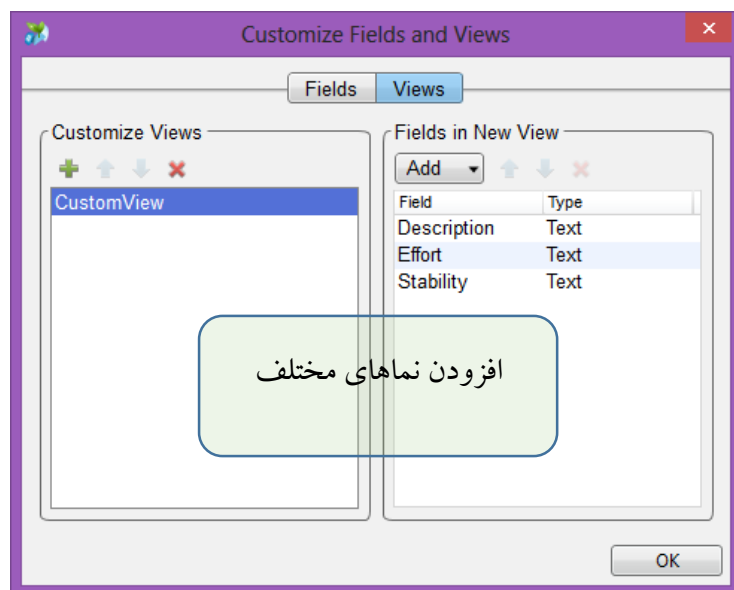 Customize Fields and Views
Fields Views
Customize Views
CustomView
Fields in New View
Add
Field Type
Description Text
Effort Text
Stability Text
افزودن نماهای مختلف
OK